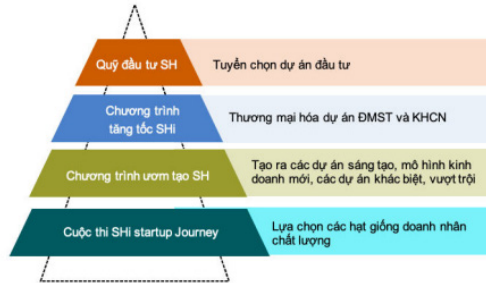 Quỹ đầu tư SH
Tuyển chọn dự án đầu tư
Chương trình
tăng tốc SHi
Thương mại hóa dự án ĐMST và KHCN
Chương trình ươm tạo SH
Tạo ra các dự án sáng tạo, mô hình kinh
doanh mới, các dự án khác biệt, vượt trội
Cuộc thi SHi startup Journey
Lựa chọn các hạt giống doanh nhân
chất lượng